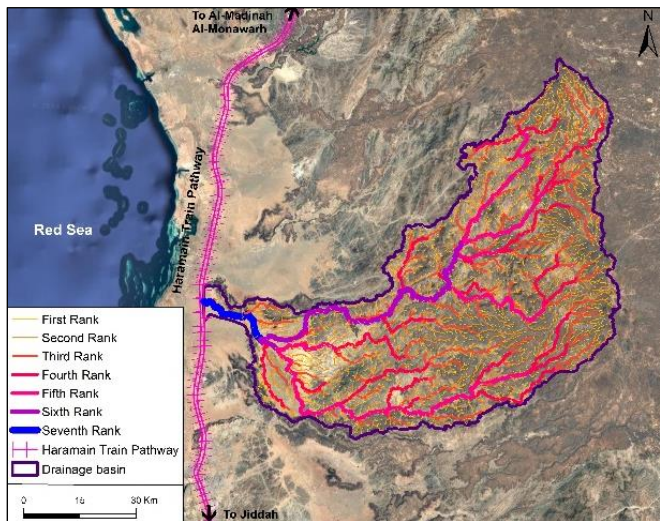 To Al-Madinah
Al-Monawarh
N
Haramain Train Pathway
Red Sea
First Rank
Second Rank
Third Rank
Fourth Rank
Fifth Rank
Sixth Rank
Seventh Rank
Haramain Train Pathway
Drainage basin
0 15 30 Km
To Jiddah